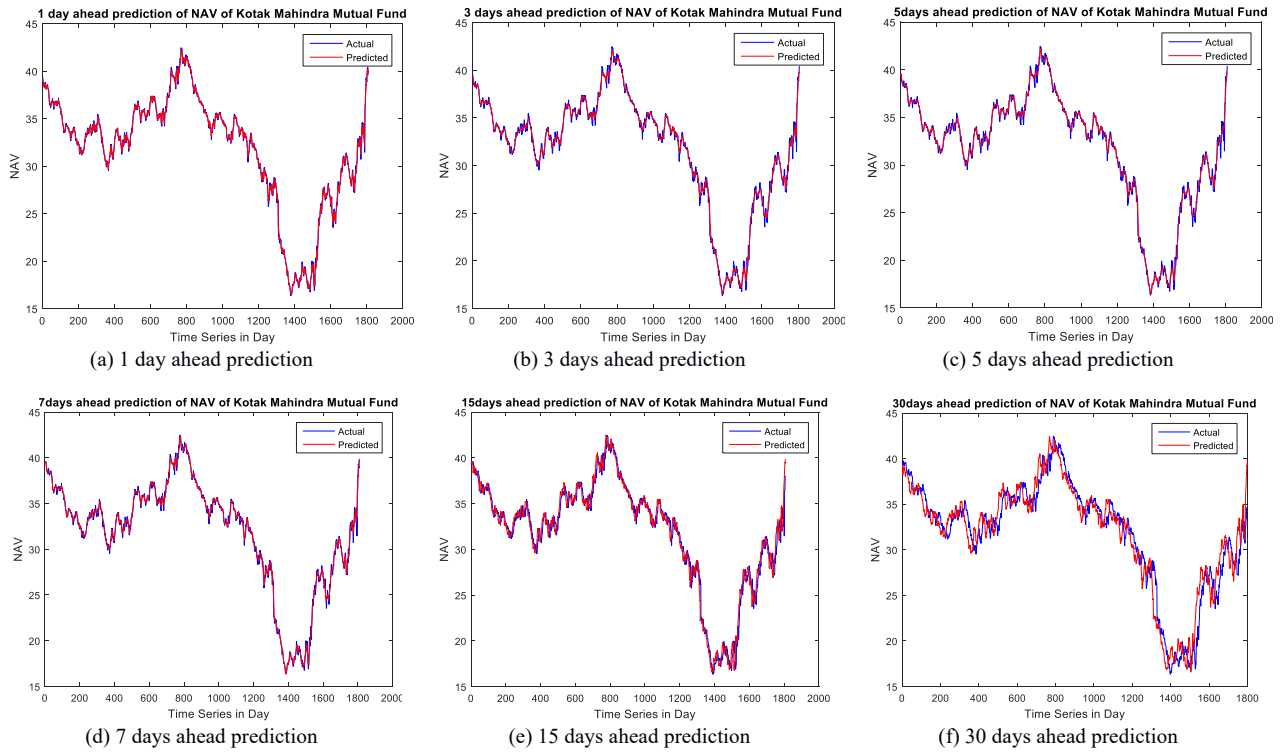 1 day ahead prediction of NAV of Kotak Mahindra Mutual Fund
45
40
35
30
25
20
15
NAV
Actual
Predicted
0 200 400 600 800 1000 1200 1400 1600 1800 2000
Time Series in Day
(a) 1 day ahead prediction
3 days ahead prediction of NAV of Kotak Mahindra Mutual Fund
45
40
35
30
25
20
15
NAV
Actual
Predicted
0 200 400 600 800 1000 1200 1400 1600 1800 2000
Time Series in Day
(b) 3 days ahead prediction
5days ahead prediction of NAV of Kotak Mahindra Mutual Fund
45
40
35
30
25
20
15
NAV
Actual
Predicted
0 200 400 600 800 1000 1200 1400 1600 1800 2000
Time Series in Day
(c) 5 days ahead prediction
7days ahead prediction of NAV of Kotak Mahindra Mutual Fund
45
40
35
30
25
20
15
NAV
Actual
Predicted
0 200 400 600 800 1000 1200 1400 1600 1800 2000
Time Series in Day
(d) 7 days ahead prediction
15days ahead prediction of NAV of Kotak Mahindra Mutual Fund
45
40
35
30
25
20
15
NAV
Actual
Predicted
0 200 400 600 800 1000 1200 1400 1600 1800 2000
Time Series in Day
(e) 15 days ahead prediction
30days ahead prediction of NAV of Kotak Mahindra Mutual Fund
45
40
35
30
25
20
15
NAV
Actual
Predicted
0 200 400 600 800 1000 1200 1400 1600 1800
Time Series in Day
(f) 30 days ahead prediction